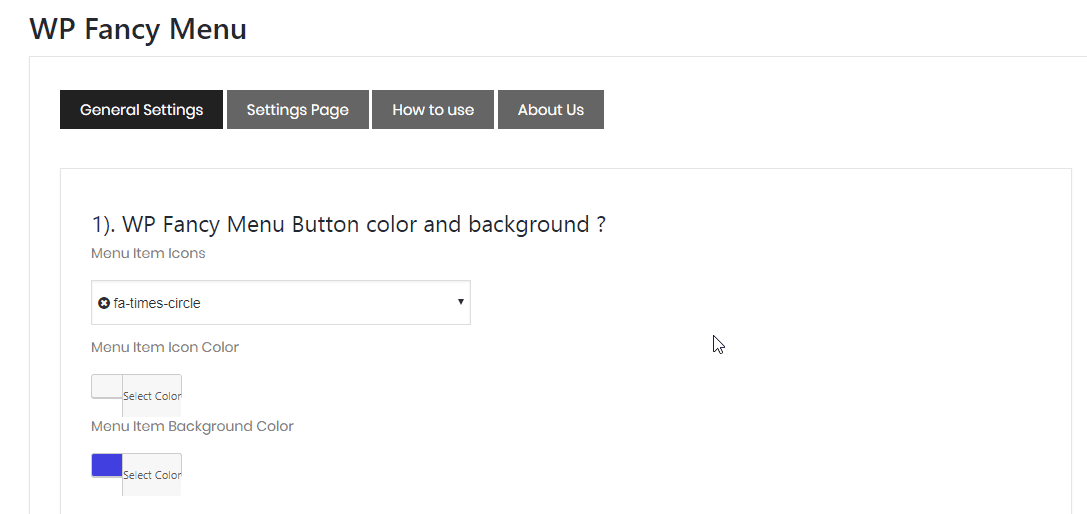 WP Fancy Menu
General Settings Settings Page How to use About Us
1). WP Fancy Menu Button color and background ?
Menu Item Icons
fa-times-circle
Menu Item Icon Color
Select Color
Menu Item Background Color
Select Color